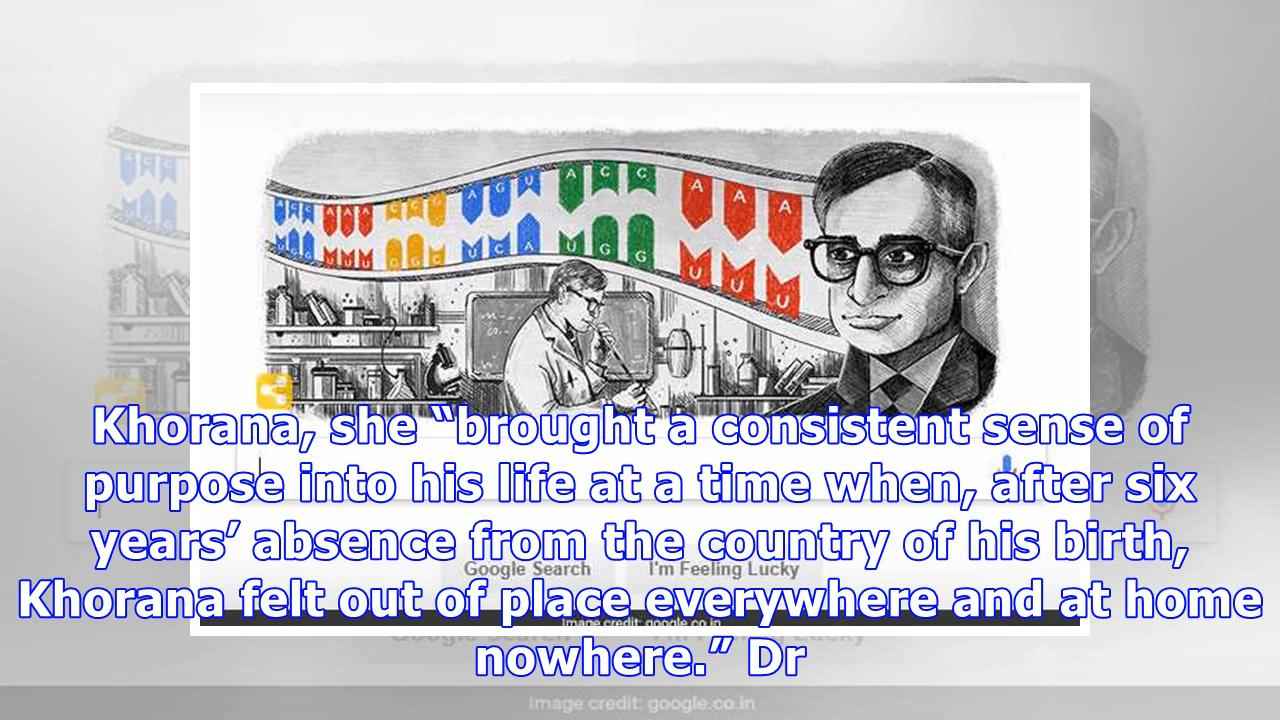 A C C A A A C C G A G U A C C A A A
U G G U U U G G C U C A U G G U U U
Khorana, she “brought a consistent sense of
purpose into his life at a time when, after six
years’ absence from the country of his birth,
Google Search I'm Feeling Lucky
Khorana felt out of place everywhere and at home
Image credit: google.co.in
nowhere.” Dr
Image credit: google.co.in